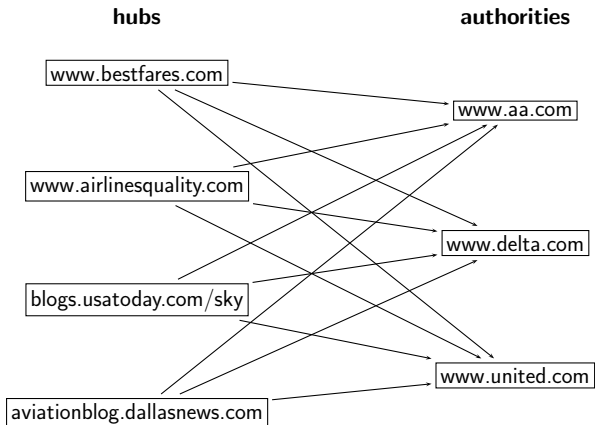 hubs
authorities
www.bestfares.com
www.aa.com
www.airlinesquality.com
www.delta.com
blogs.usatoday.com/sky
www.united.com
aviationblog.dallasnews.com